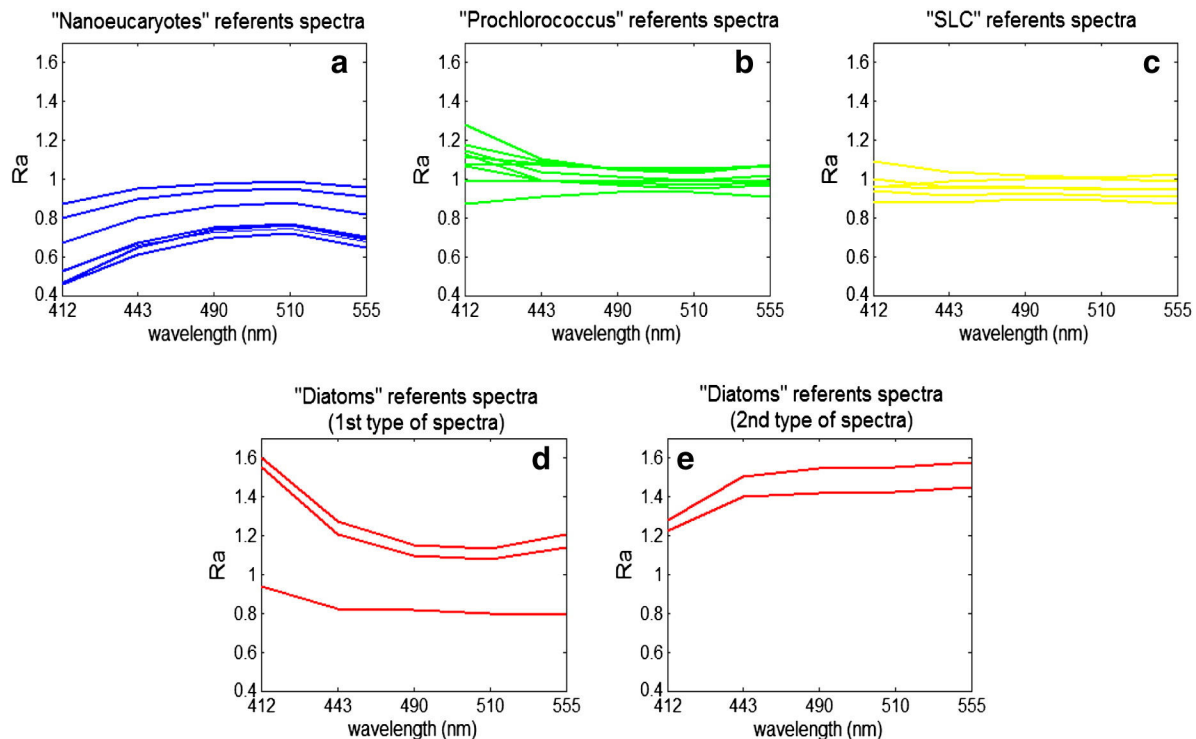 "Nanoeucaryotes" referents spectra
a
1.6
1.4
1.2
1
0.8
0.6
0.4
Ra
412 443 490 510 555
wavelength (nm)
"Prochlorococcus" referents spectra
b
1.6
1.4
1.2
1
0.8
0.6
0.4
Ra
412 443 490 510 555
wavelength (nm)
"SLC" referents spectra
c
1.6
1.4
1.2
1
0.8
0.6
0.4
Ra
412 443 490 510 555
wavelength (nm)
"Diatoms" referents spectra
(1st type of spectra)
d
1.6
1.4
1.2
1
0.8
0.6
0.4
Ra
412 443 490 510 555
wavelength (nm)
"Diatoms" referents spectra
(2nd type of spectra)
e
1.6
1.4
1.2
1
0.8
0.6
0.4
Ra
412 443 490 510 555
wavelength (nm)